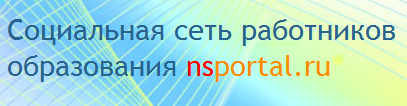 Социальная сеть работников
образования nsportal.ru